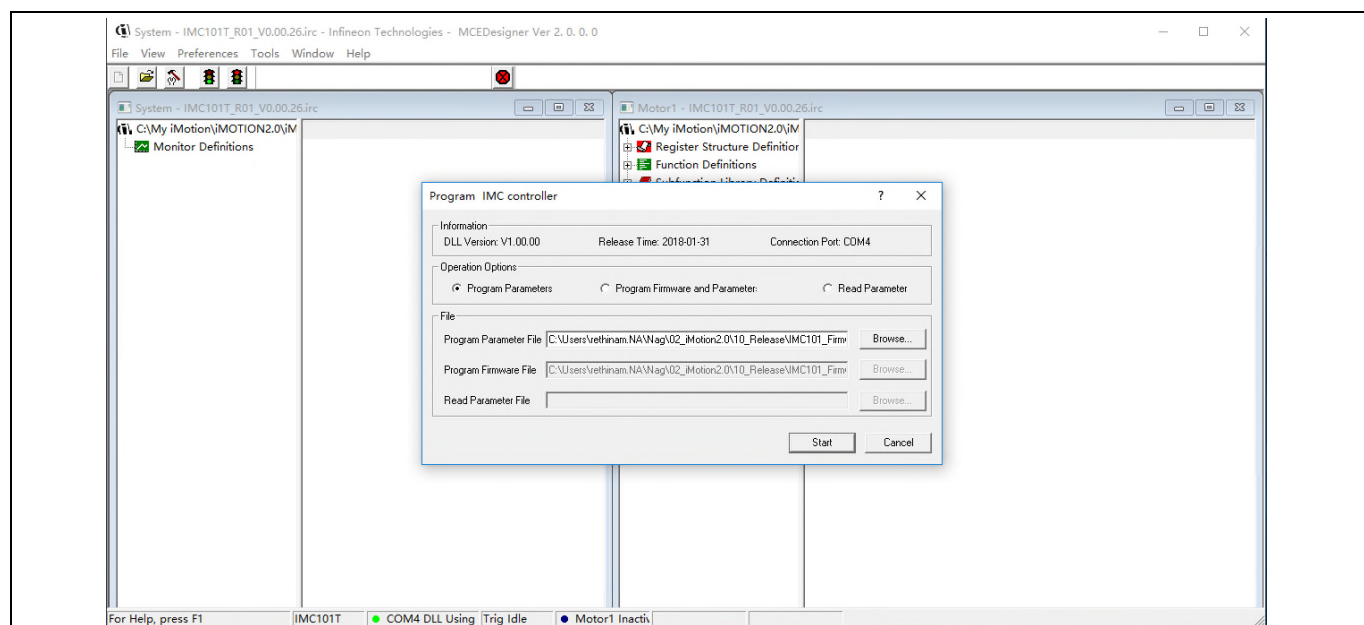 System - IMC101T_R01_V0.00.26.irc - Infineon Technologies - MCEDesigner Ver 2. 0. 0. 0
File View Preferences Tools Window Help
System - IMC101T_R01_V0.00.26.irc
Motor1 - IMC101T_R01_V0.00.26.irc
C:\My iMotion\iMOTION2.0\iM
Monitor Definitions
C:\My iMotion\iMOTION2.0\iM
Register Structure Definitior
Function Definitions
Subfunction Library Definiti
Program IMC controller
Information
DLL Version: V1.00.00 Release Time: 2018-01-31 Connection Port: COM4
Operation Options
Program Parameters Program Firmware and Parameter Read Parameter
File
Program Parameter File C:\Users\rethinam.NA\Nag\02_iMotion2.0\10_Release\IMC101_Firm Browse...
Program Firmware File C:\Users\rethinam.NA\Nag\02_iMotion2.0\10_Release\IMC101_Firm Browse...
Read Parameter File Browse...
Start Cancel
For Help, press F1 IMC101T COM4 DLL Using Trig Idle Motor1 Inactiv